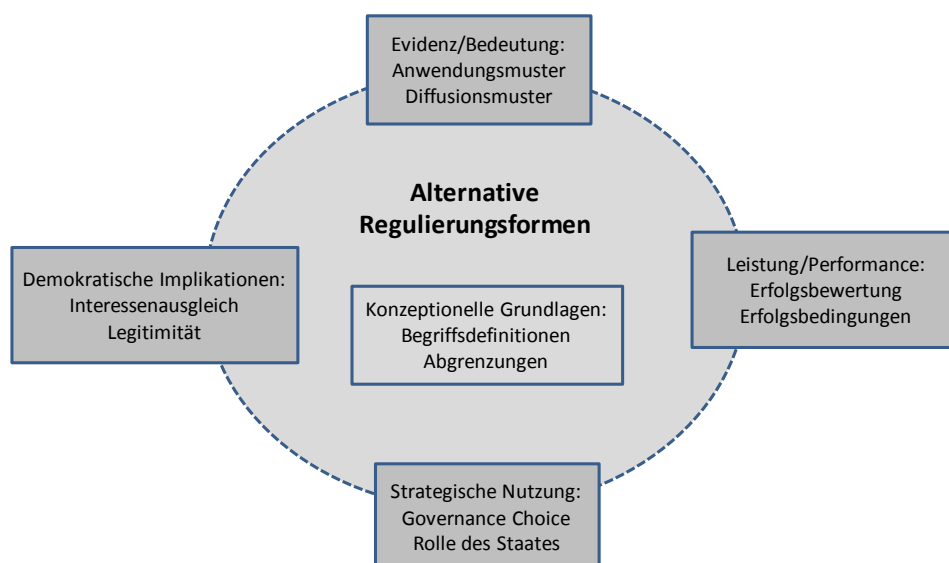 Evidenz/Bedeutung:
Anwendungsmuster
Diffusionsmuster
Alternative
Regulierungsformen
Demokratische Implikationen:
Interessenausgleich
Legitimität
Konzeptionelle Grundlagen:
Begriffsdefinitionen
Abgrenzungen
Leistung/Performance:
Erfolgsbewertung
Erfolgsbedingungen
Strategische Nutzung:
Governance Choice
Rolle des Staates